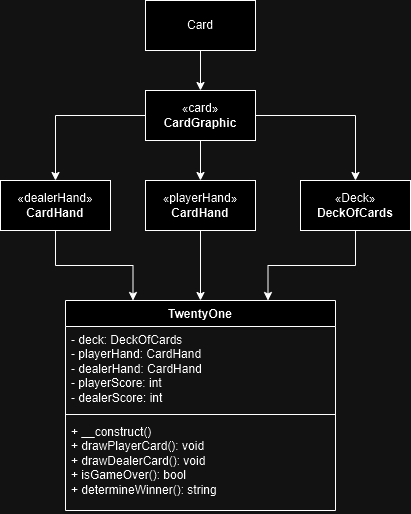 Card
«card»
CardGraphic
«dealerHand»
CardHand
«playerHand»
CardHand
«Deck»
DeckOfCards
TwentyOne
- deck: DeckOfCards
- playerHand: CardHand
- dealerHand: CardHand
- playerScore: int
- dealerScore: int
+ __construct()
+ drawPlayerCard(): void
+ drawDealerCard(): void
+ isGameOver(): bool
+ determineWinner(): string